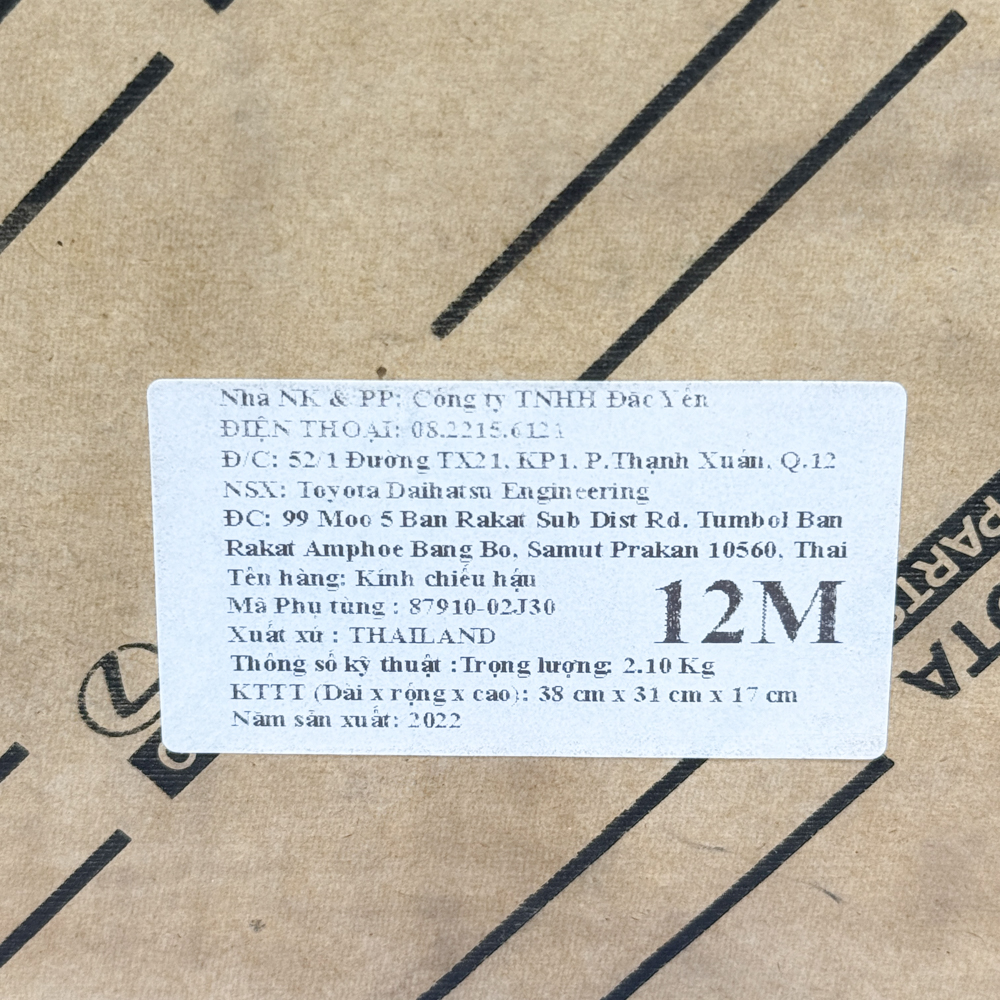 Nhà NK & PP: Công ty TNHH Đắc Yến
ĐIỆN THOẠI: 08.2215.6123
Đ/C: 52/1 Đường TX21, KP1, P.Thạnh Xuân, Q.12
NSX: Toyota Daihatsu Engineering
ĐC: 99 Moo 5 Ban Rakat Sub Dist Rd. Tumbol Ban
Rakat Amphoe Bang Bo, Samut Prakan 10560, Thai
Tên hàng: Kính chiếu hậu
Mã Phụ tùng : 87910-02J30
12M
Xuất xứ : THAILAND
Thông số kỹ thuật :Trọng lượng: 2.10 Kg
KTTT (Dài x rộng x cao): 38 cm x 31 cm x 17 cm
Năm sản xuất: 2022
PARTS
OTA